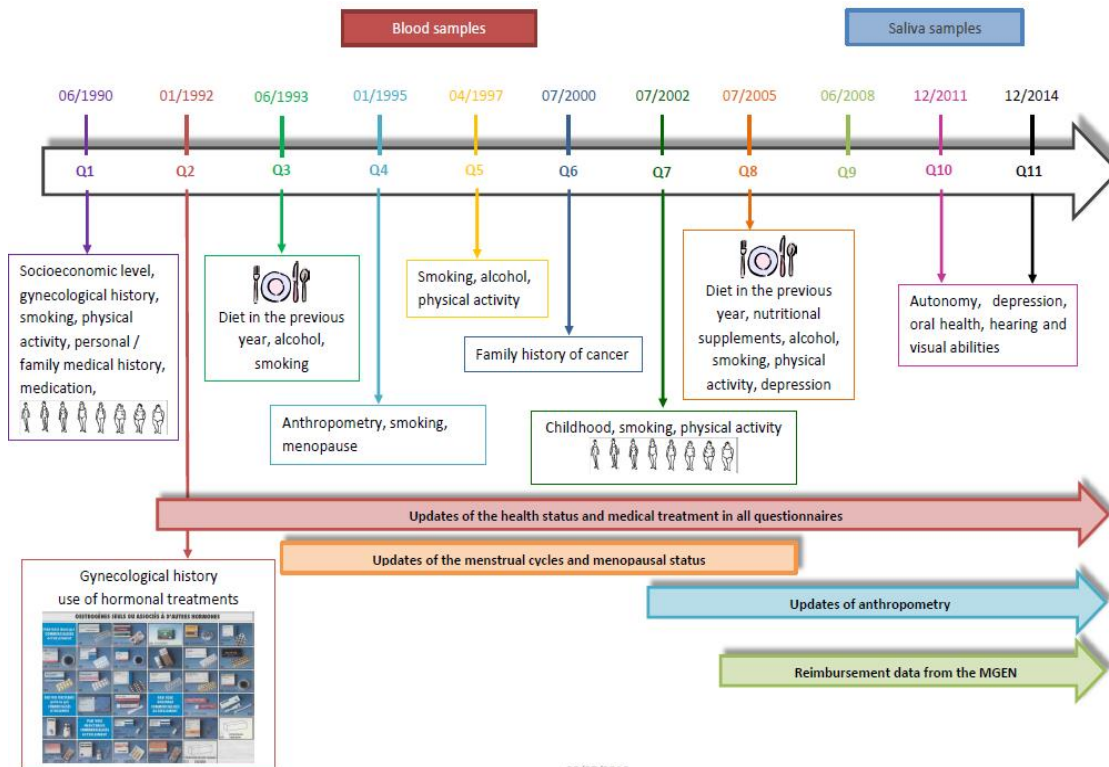 Blood samples
Saliva samples
06/1990
01/1992
06/1993
01/1995
04/1997
07/2000
07/2002
07/2005
06/2008
12/2011
12/2014
Q1
Q2
Q3
Q4
Q5
Q6
Q7
Q8
Q9
Q10
Q11
Socioeconomic level,
gynecological history,
smoking, physical
activity, personal /
family medical history,
medication,
Diet in the previous
year, alcohol,
smoking
Anthropometry, smoking,
menopause
Smoking, alcohol,
physical activity
Family history of cancer
Childhood, smoking, physical activity
Diet in the previous
year, nutritional
supplements, alcohol,
smoking, physical
activity, depression
Autonomy, depression,
oral health, hearing and
visual abilities
Updates of the health status and medical treatment in all questionnaires
Updates of the menstrual cycles and menopausal status
Updates of anthropometry
Reimbursement data from the MGEN
Gynecological history
use of hormonal treatments
OESTROGÈNES SEULS OU ASSOCIÉS À D'AUTRES HORMONES